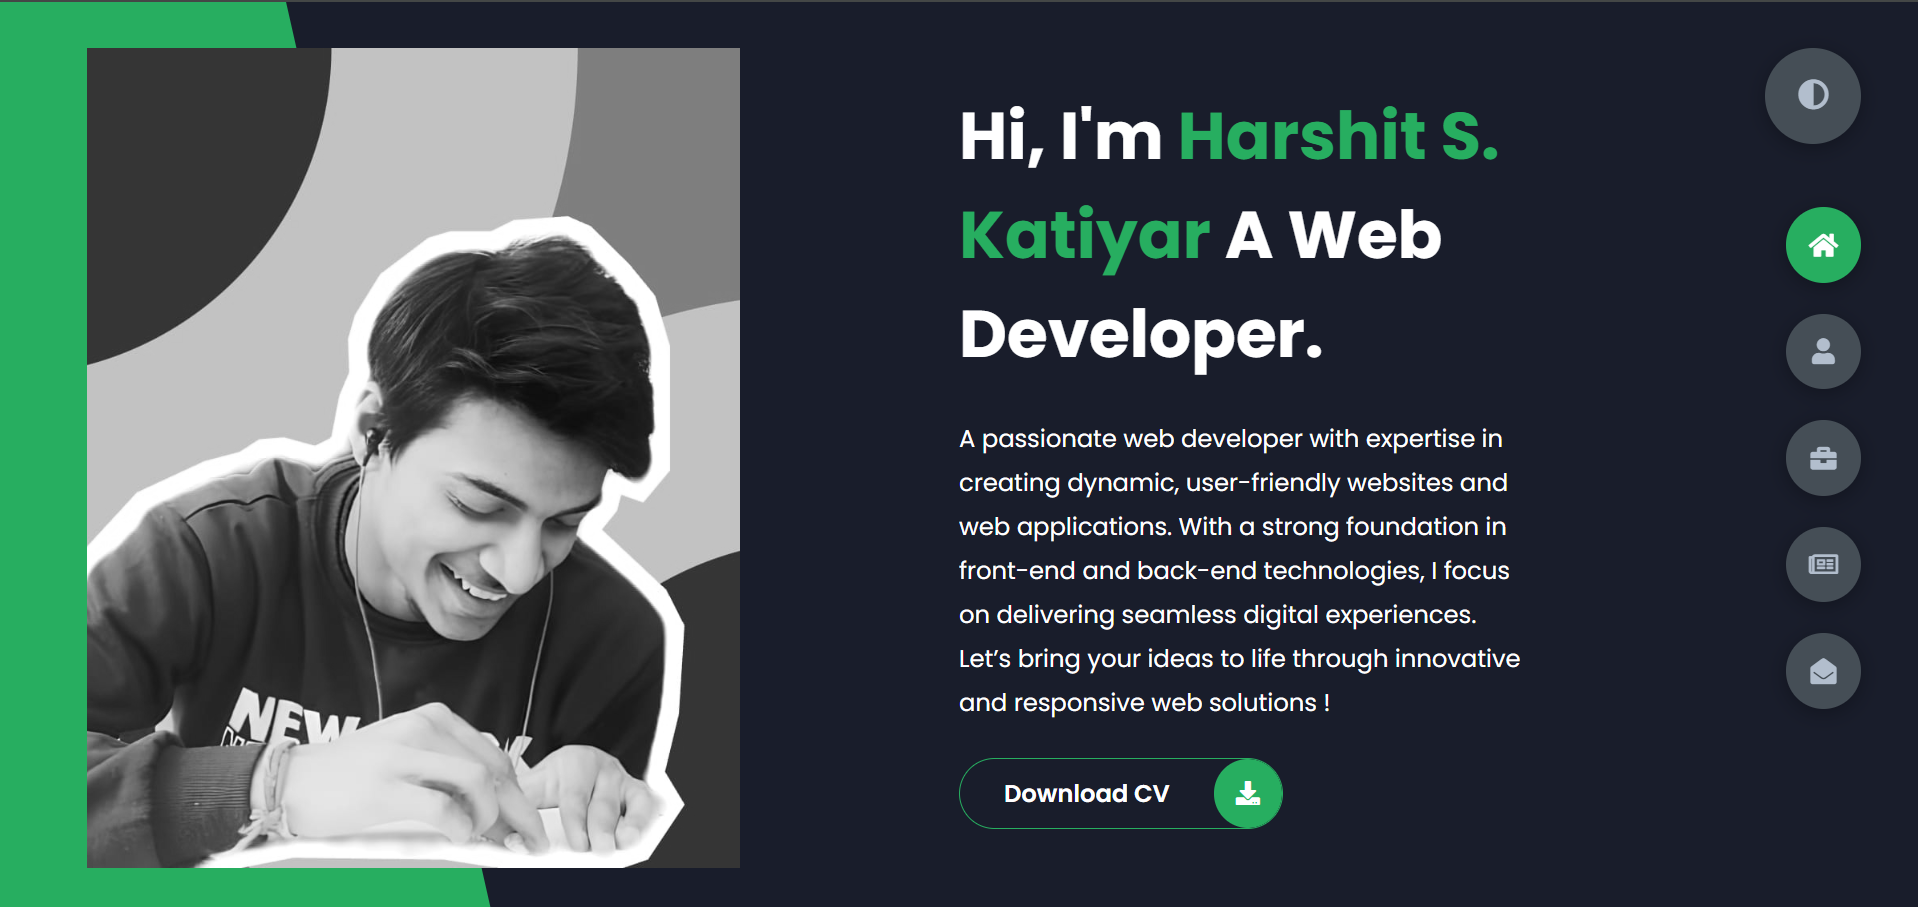 Hi, I'm Harshit S.
Katiyar A Web
Developer.
A passionate web developer with expertise in
creating dynamic, user-friendly websites and
web applications. With a strong foundation in
front-end and back-end technologies, I focus
on delivering seamless digital experiences.
Let’s bring your ideas to life through innovative
and responsive web solutions !
Download CV
NEW